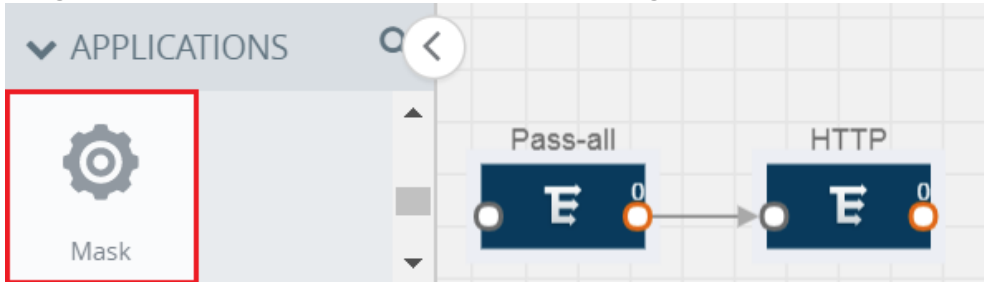 APPLICATIONS
Mask
Pass-all
HTTP
0
0